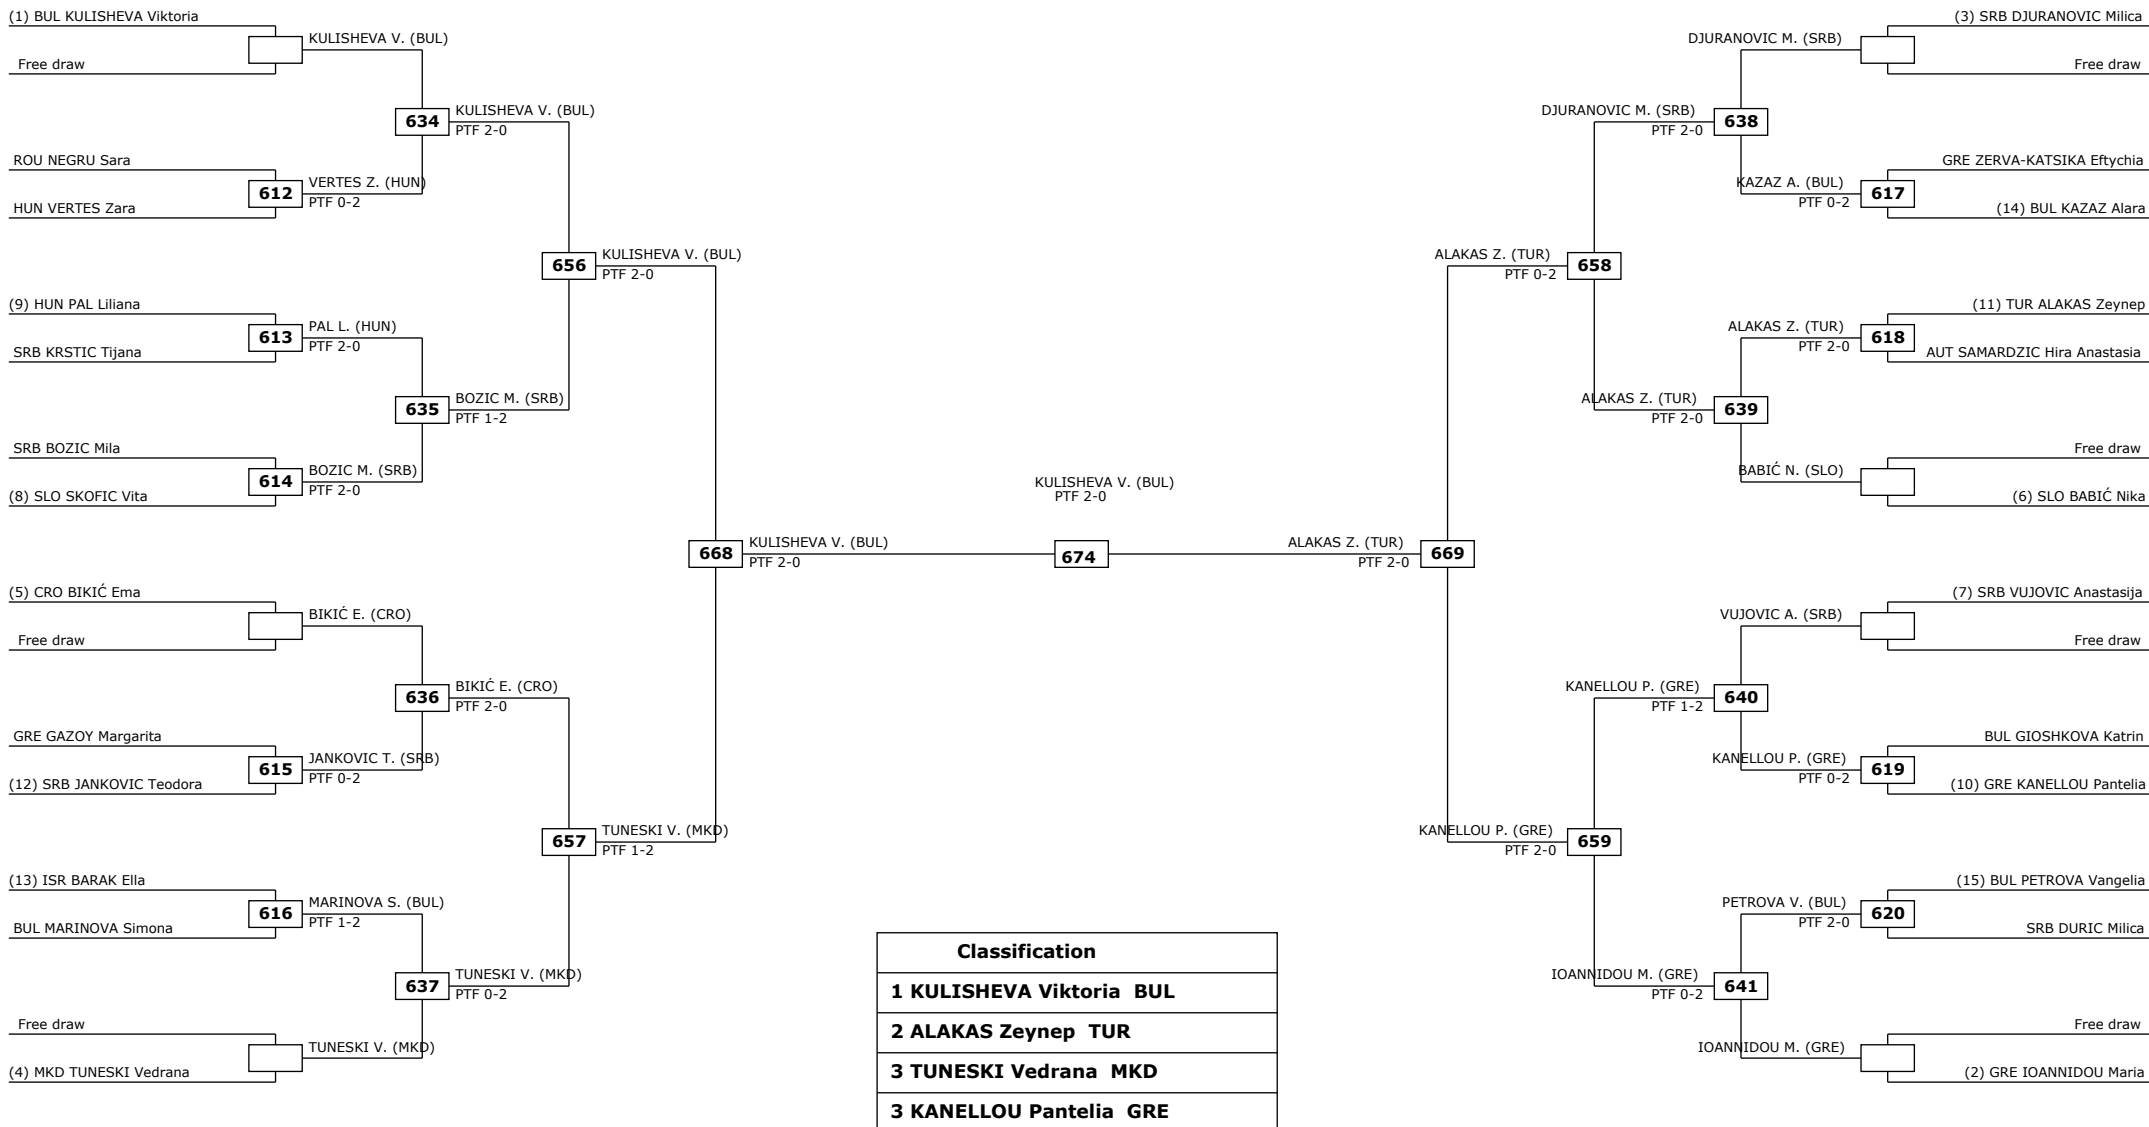 (1) BUL KULISHEVA Viktoria
KULISHEVA V. (BUL)
Free draw
634
KULISHEVA V. (BUL)
PTF 2-0
ROU NEGRU Sara
612
VERTES Z. (HUN)
PTF 0-2
HUN VERTES Zara
656
KULISHEVA V. (BUL)
PTF 2-0
(9) HUN PAL Liliana
613
PAL L. (HUN)
PTF 2-0
SRB KRSTIC Tijana
635
BOZIC M. (SRB)
PTF 1-2
SRB BOZIC Mila
614
BOZIC M. (SRB)
PTF 2-0
(8) SLO SKOFIC Vita
668
KULISHEVA V. (BUL)
PTF 2-0
(5) CRO BIKIĆ Ema
BIKIĆ E. (CRO)
Free draw
636
BIKIĆ E. (CRO)
PTF 2-0
GRE GAZOY Margarita
615
JANKOVIC T. (SRB)
PTF 0-2
(12) SRB JANKOVIC Teodora
657
TUNESKI V. (MKD)
PTF 1-2
(13) ISR BARAK Ella
616
MARINOVA S. (BUL)
PTF 1-2
BUL MARINOVA Simona
637
TUNESKI V. (MKD)
PTF 0-2
Free draw
TUNESKI V. (MKD)
(4) MKD TUNESKI Vedrana
KULISHEVA V. (BUL)
PTF 2-0
674
(3) SRB DJURANOVIC Milica
DJURANOVIC M. (SRB)
Free draw
DJURANOVIC M. (SRB)
PTF 2-0
638
GRE ZERVA-KATSIKA Eftychia
KAZAZ A. (BUL)
PTF 0-2
617
(14) BUL KAZAZ Alara
ALAKAS Z. (TUR)
PTF 0-2
658
(11) TUR ALAKAS Zeynep
ALAKAS Z. (TUR)
PTF 2-0
618
AUT SAMARDZIC Hira Anastasia
ALAKAS Z. (TUR)
PTF 2-0
639
Free draw
BABIĆ N. (SLO)
(6) SLO BABIĆ Nika
ALAKAS Z. (TUR)
PTF 2-0
669
(7) SRB VUJOVIC Anastasija
VUJOVIC A. (SRB)
Free draw
KANELLOU P. (GRE)
PTF 1-2
640
BUL GIOSHKOVA Katrin
KANELLOU P. (GRE)
PTF 0-2
619
(10) GRE KANELLOU Pantelia
KANELLOU P. (GRE)
PTF 2-0
659
(15) BUL PETROVA Vangelia
PETROVA V. (BUL)
PTF 2-0
620
SRB DURIC Milica
IOANNIDOU M. (GRE)
PTF 0-2
641
Free draw
IOANNIDOU M. (GRE)
(2) GRE IOANNIDOU Maria
Classification
1 KULISHEVA Viktoria BUL
2 ALAKAS Zeynep TUR
3 TUNESKI Vedrana MKD
3 KANELLOU Pantelia GRE